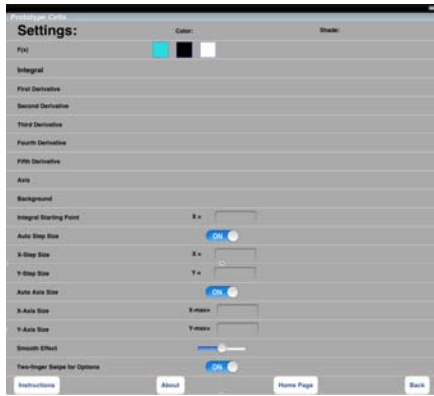 Prototype Cells
Settings: Color: Shade:
F(x)
Integral
First Derivative
Second Derivative
Third Derivative
Fourth Derivative
Fifth Derivative
Axis
Background
Integral Starting Point X =
Auto Step Size ON
X-Step Size X =
Y-Step Size Y =
Auto Axis Size ON
X-Axis Size X-max=
Y-Axis Size Y-max=
Smooth Effect
Two-finger Swipe for Options ON
Instructions About Home Page Back